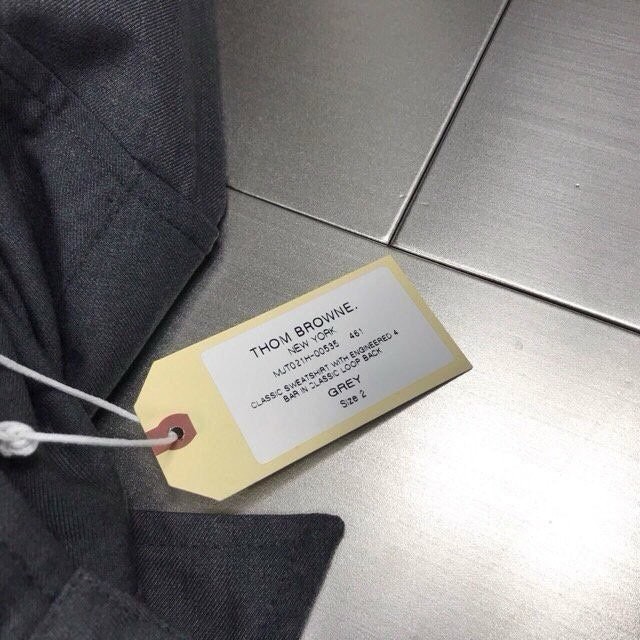 THOM BROWNE.
NEW YORK
MJT021H-00535 461
CLASSIC SWEATSHIRT WITH ENGINEERED 4
BAR IN CLASSIC LOOP BACK
GREY
Size 2